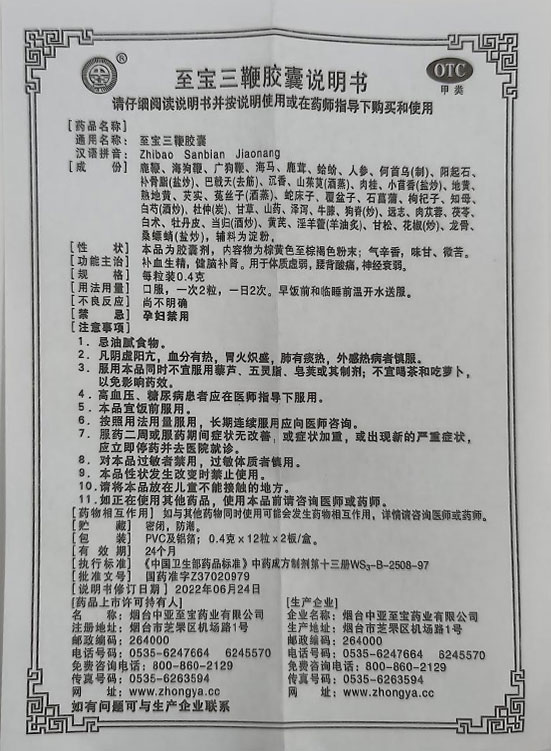 至宝三鞭胶囊说明书
OTC
甲类
请仔细阅读说明书并按说明使用或在药师指导下购买和使用
[药品名称]
通用名称：至宝三鞭胶囊
汉语拼音：Zhibao Sanbian Jiaonang
[成 份] 鹿鞭、海狗鞭、广狗鞭、海马、鹿茸、蛤蚧、人参、何首乌(制)、阳起石、
补骨脂(盐炒)、巴戟天(去筋)、沉香、山茱萸(酒蒸)、肉桂、小茴香(盐炒)、地黄、
熟地黄、芡实、菟丝子(酒蒸)、蛇床子、覆盆子、石菖蒲、枸杞子、知母、
白芍(酒炒)、杜仲(炭)、甘草、山药、泽泻、牛膝、狗脊(炒)、远志、肉苁蓉、茯苓、
白术、牡丹皮、当归(酒炒)、黄芪、淫羊藿(羊油炙)、甘松、花椒(炒)、龙骨、
桑螵蛸(盐炒)，辅料为淀粉。
[性 状] 本品为胶囊剂，内容物为棕黄色至棕褐色粉末；气辛香，味甘、微苦。
[功能主治] 补血生精，健脑补肾。用于体质虚弱，腰背酸痛，神经衰弱。
[规 格] 每粒装0.4克
[用法用量] 口服，一次2粒，一日2次。早饭前和临睡前温开水送服。
[不良反应] 尚不明确
[禁 忌] 孕妇禁用
[注意事项]
1．忌油腻食物。
2．凡阴虚阳亢，血分有热，胃火炽盛，肺有痰热，外感热病者慎服。
3．服用本品同时不宜服用藜芦、五灵脂、皂荚或其制剂；不宜喝茶和吃萝卜，
以免影响药效。
4．高血压、糖尿病患者应在医师指导下服用。
5．本品宜饭前服用。
6．按照用法用量服用，长期连续服用应向医师咨询。
7．服药二周或服药期间症状无改善，或症状加重，或出现新的严重症状，
应立即停药并去医院就诊。
8．对本品过敏者禁用，过敏体质者慎用。
9．本品性状发生改变时禁止使用。
10．请将本品放在儿童不能接触的地方。
11．如正在使用其他药品，使用本品前请咨询医师或药师。
[药物相互作用] 如与其他药物同时使用可能会发生药物相互作用，详情请咨询医师或药师。
[贮 藏] 密闭，防潮。
[包 装] PVC及铝箔；0.4克×12粒×2板/盒。
[有 效 期] 24个月
[执行标准] 《中国卫生部药品标准》中药成方制剂第十三册WS₃-B-2508-97
[批准文号] 国药准字Z37020979
[说明书修订日期] 2022年06月24日
[药品上市许可持有人]
名 称：烟台中亚至宝药业有限公司
注册地址：烟台市芝罘区机场路1号
邮政编码：264000
电话号码：0535-6247664 6245570
免费咨询电话：800-860-2129
传真号码：0535-6263594
网 址：www.zhongya.cc
如有问题可与生产企业联系
[生产企业]
企业名称：烟台中亚至宝药业有限公司
生产地址：烟台市芝罘区机场路1号
邮政编码：264000
电话号码：0535-6247664 6245570
免费咨询电话：800-860-2129
传真号码：0535-6263594
网 址：www.zhongya.cc